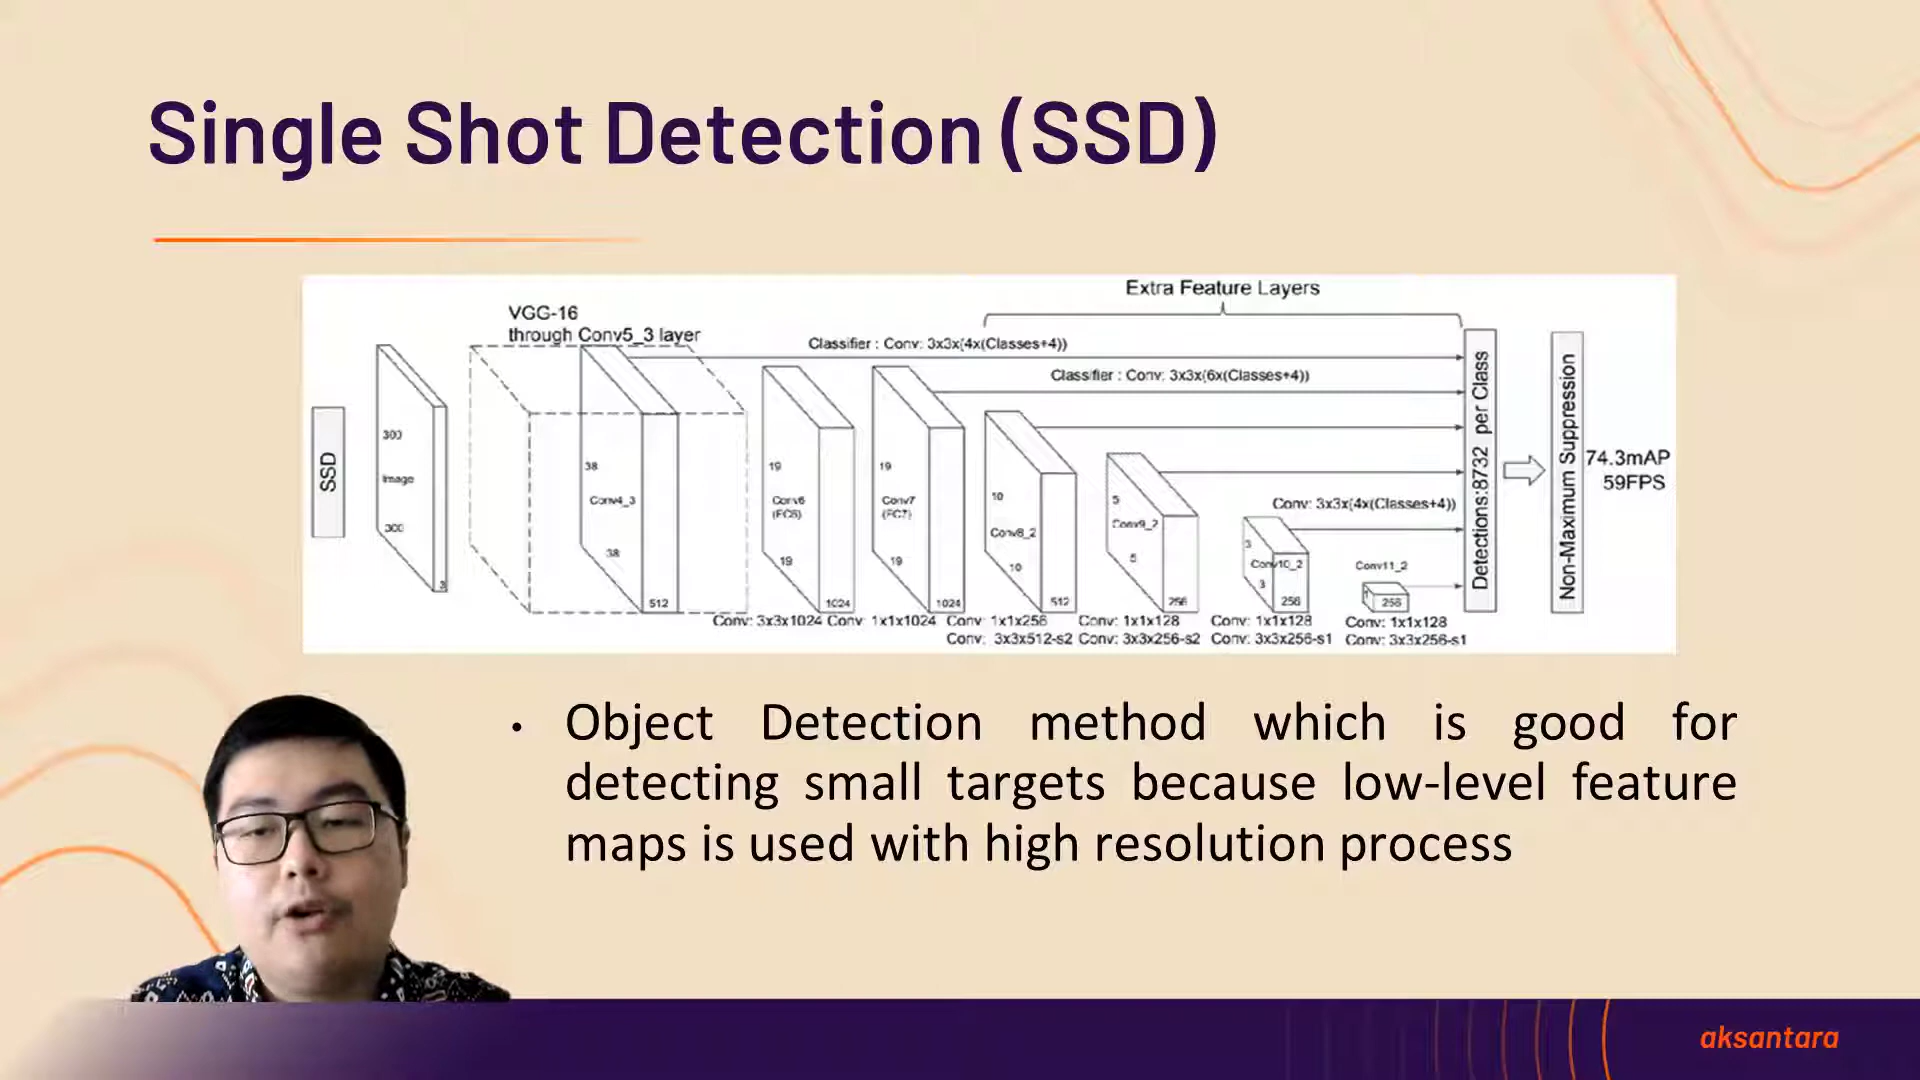 Single Shot Detection (SSD)
Extra Feature Layers
VGG-16
through Conv5_3 layer
Classifier : Conv: 3x3x(4x(Classes+4))
Classifier : Conv: 3x3x(6x(Classes+4))
SSD
300
Image
300
3
38
Conv4_3
38
512
19
Conv6
(FC6)
19
1024
19
Conv7
(FC7)
19
1024
10
Conv8_2
10
512
5
Conv9_2
5
256
Conv: 3x3x(4x(Classes+4))
3
Conv10_2
3
256
Conv11_2
1
256
Detections:8732 per Class
Non-Maximum Suppression
74.3mAP
59FPS
Conv: 3x3x1024 Conv: 1x1x1024 Conv: 1x1x256 Conv: 1x1x128 Conv: 1x1x128 Conv: 1x1x128
Conv: 3x3x512-s2 Conv: 3x3x256-s2 Conv: 3x3x256-s1 Conv: 3x3x256-s1
• Object Detection method which is good for
detecting small targets because low-level feature
maps is used with high resolution process
aksantara